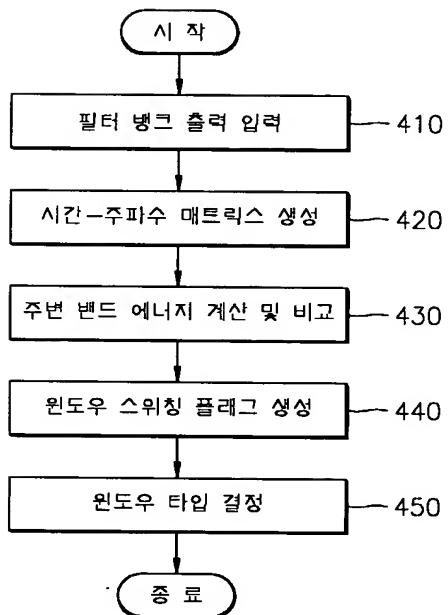 시 작
필터 뱅크 출력 입력
410
시간-주파수 매트릭스 생성
420
주변 밴드 에너지 계산 및 비교
430
윈도우 스위칭 플래그 생성
440
윈도우 타입 결정
450
종 료